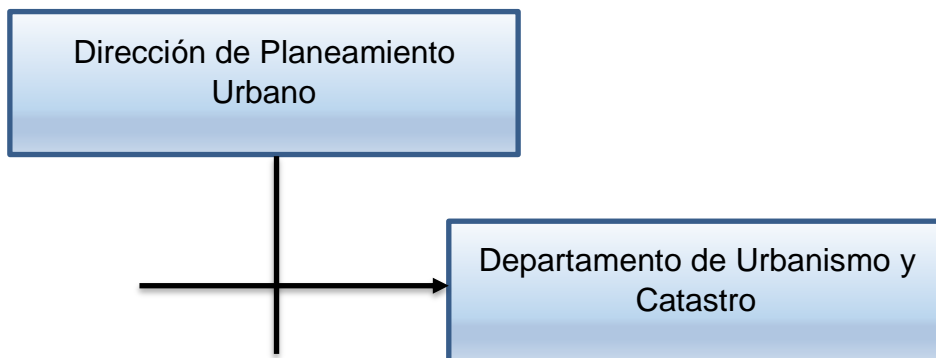 Dirección de Planeamiento
Urbano
Departamento de Urbanismo y
Catastro